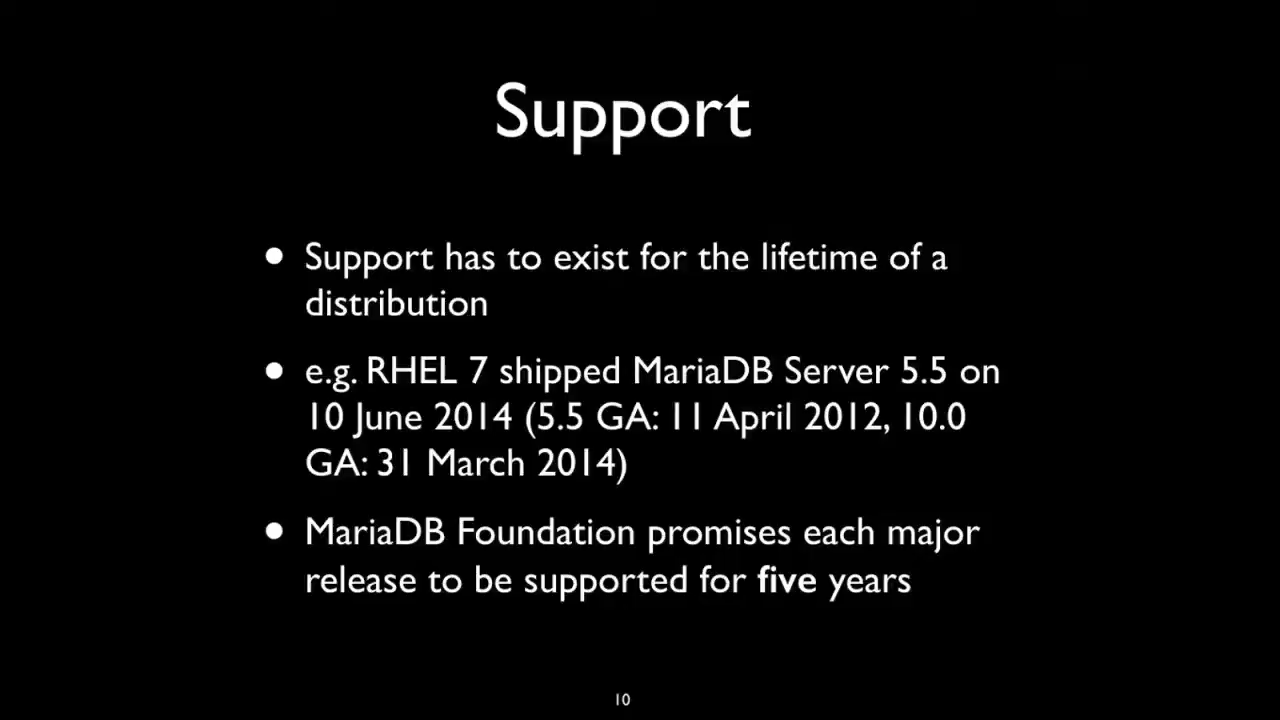 Support
• Support has to exist for the lifetime of a
distribution
• e.g. RHEL 7 shipped MariaDB Server 5.5 on
10 June 2014 (5.5 GA: 11 April 2012, 10.0
GA: 31 March 2014)
• MariaDB Foundation promises each major
release to be supported for five years
10